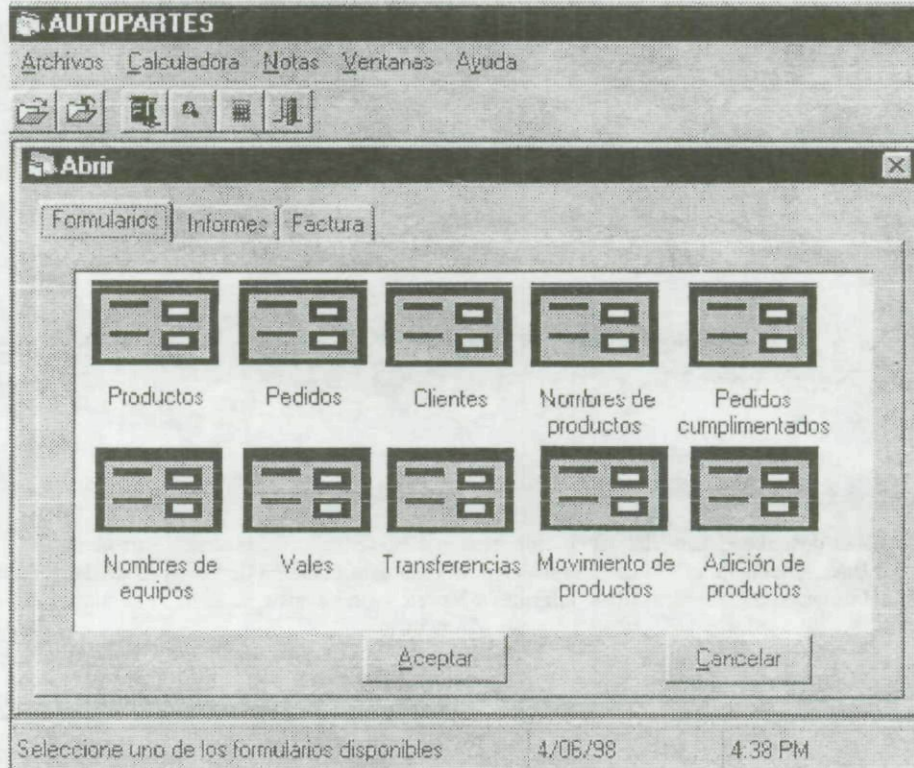 AUTOPARTES
Archivos Calculadora Notas Ventanas Ayuda
Abrir
Formularios Informes Factura
Productos Pedidos Clientes Nombres de productos Pedidos cumplimentados
Nombres de equipos Vales Transferencias Movimiento de productos Adición de productos
Aceptar Cancelar
Seleccione uno de los formularios disponibles 4/06/98 4:38 PM